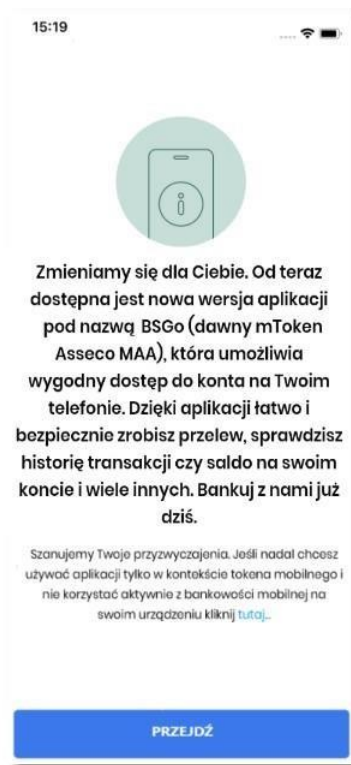 15:19
Zmieniamy się dla Ciebie. Od teraz
dostępna jest nowa wersja aplikacji
pod nazwą BSGo (dawny mToken
Asseco MAA), która umożliwia
wygodny dostęp do konta na Twoim
telefonie. Dzięki aplikacji łatwo i
bezpiecznie zrobisz przelew, sprawdzisz
historię transakcji czy saldo na swoim
koncie i wiele innych. Bankuj z nami już
dziś.
Szanujemy Twoje przyzwyczajenia. Jeśli nadal chcesz
używać aplikacji tylko w kontekście tokena mobilnego i
nie korzystać aktywnie z bankowości mobilnej na
swoim urządzeniu kliknij tutaj...
PRZEJDŹ